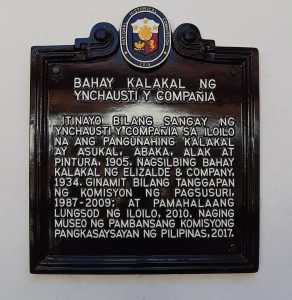 BAHAY KALAKAL NG
YNCHAUSTI Y COMPAÑIA
ITINAYO BILANG SANGAY NG
YNCHAUSTI Y COMPAÑIA SA ILOILO
NA ANG PANGUNAHING KALAKAL
AY ASUKAL, ABAKA, ALAK AT
PINTURA, 1905. NAGSILBING BAHAY
KALAKAL NG ELIZALDE & COMPANY,
1934. GINAMIT BILANG TANGGAPAN
NG KOMISYON NG PAGSUSURI,
1987-2009; AT PAMAHALAANG
LUNGSOD NG ILOILO, 2010. NAGING
MUSEO NG PAMBANSANG KOMISYONG
PANGKASAYSAYAN NG PILIPINAS, 2017.